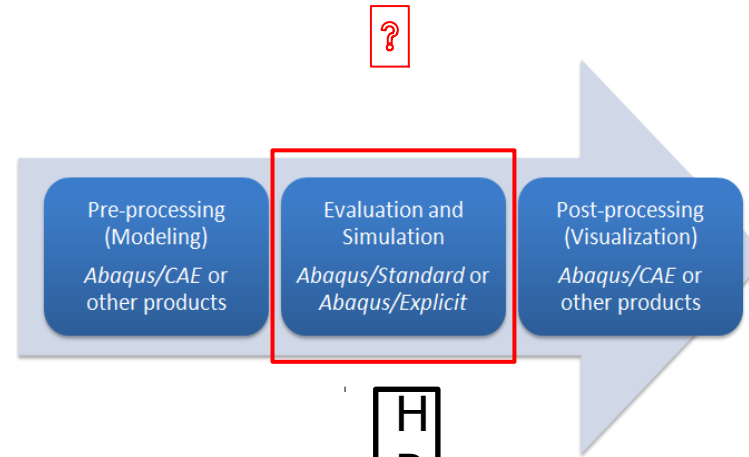 ?
Pre-processing
(Modeling)
Abaqus/CAE or
other products
Evaluation and
Simulation
Abaqus/Standard or
Abaqus/Explicit
Post-processing
(Visualization)
Abaqus/CAE or
other products
H